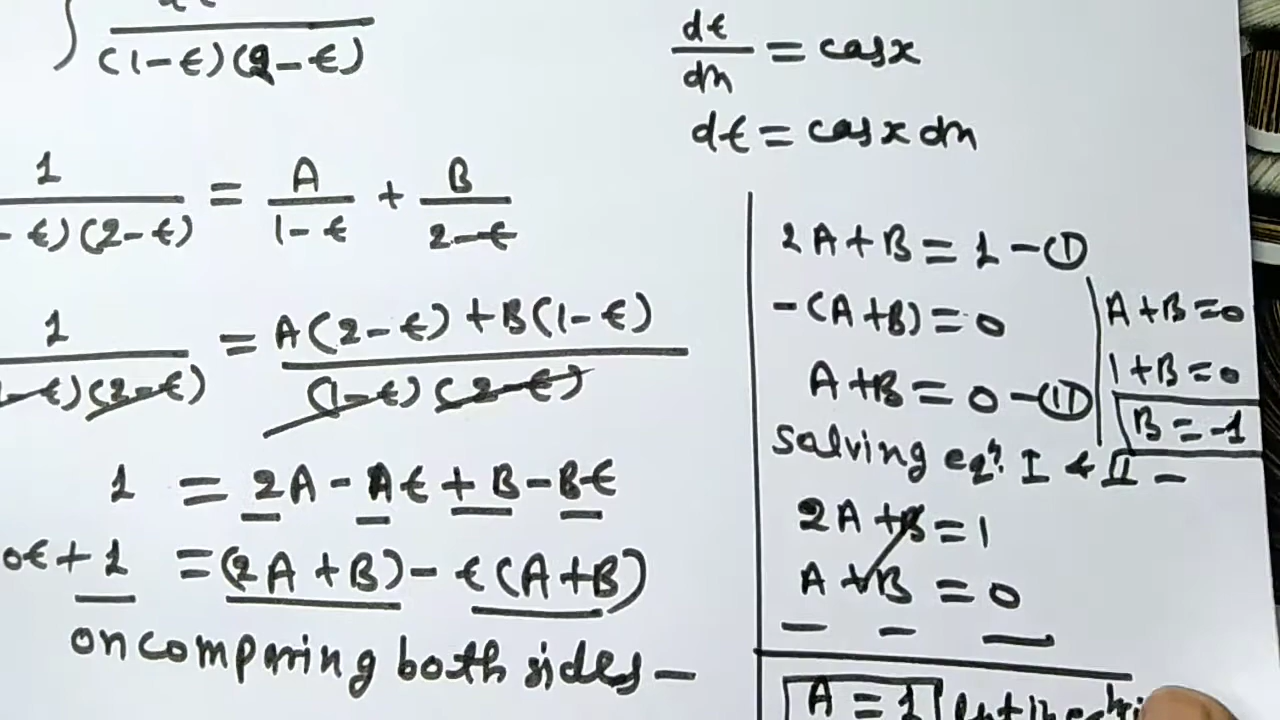 ∫ dt / (1-t)(2-t)
1 / -t)(2-t) = A / 1-t + B / 2-t
1 / -t)(2-t) = A(2-t)+B(1-t) / (1-t)(2-t)
1 = 2A - At + B - Bt
0t + 1 = (2A + B) - t(A+B)
on comparing both sides -
dt / dx = cosx
dt = cosx dx
2A + B = 1 - (I)
-(A+B) = 0
A+B = 0 - (II)
Solving eqn. I & II -
2A + B = 1
A + B = 0
A = 1
A+B=0
1+B=0
B = -1